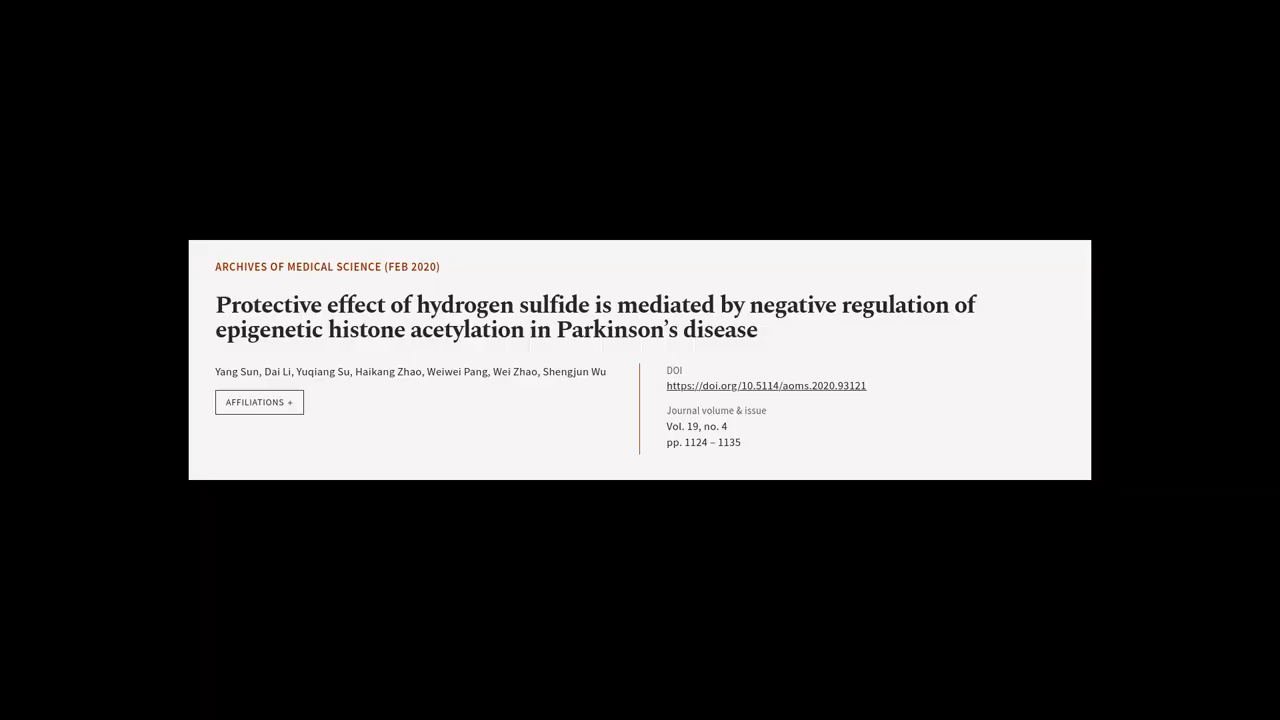 ARCHIVES OF MEDICAL SCIENCE (FEB 2020)
Protective effect of hydrogen sulfide is mediated by negative regulation of
epigenetic histone acetylation in Parkinson’s disease
Yang Sun, Dai Li, Yuqiang Su, Haikang Zhao, Weiwei Pang, Wei Zhao, Shengjun Wu
AFFILIATIONS +
DOI
https://doi.org/10.5114/aoms.2020.93121
Journal volume & issue
Vol. 19, no. 4
pp. 1124 – 1135